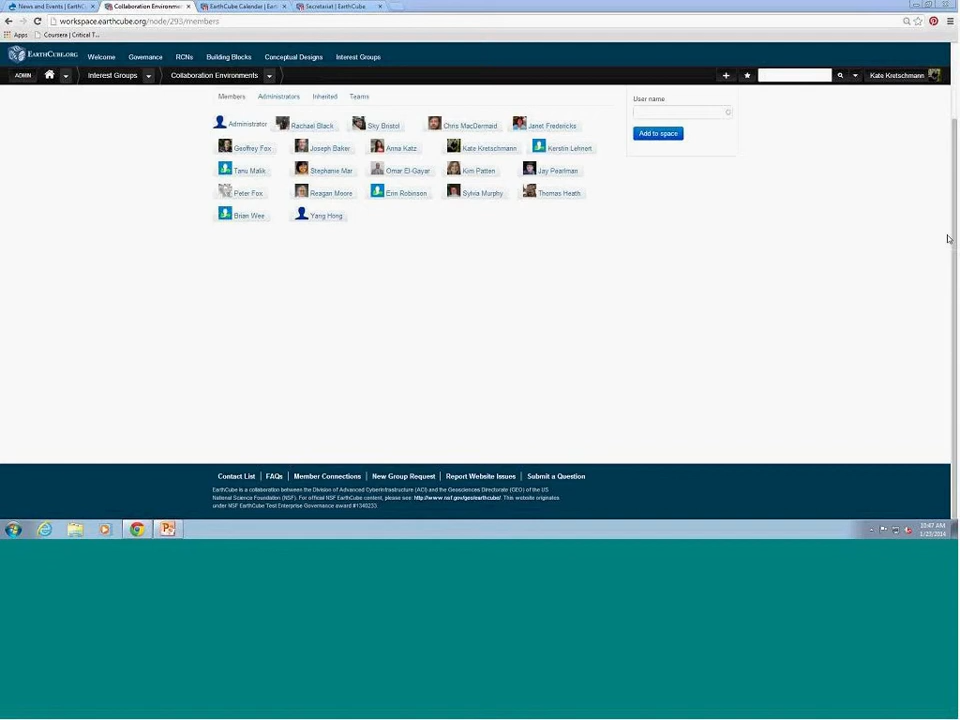 News and Events | EarthC
Collaboration Environme
EarthCube Calendar | Eart
Secretariat | EarthCube
workspace.earthcube.org/node/293/members
Apps
Coursera | Critical T...
EARTHCUBE.ORG
Welcome
Governance
RCNs
Building Blocks
Conceptual Designs
Interest Groups
ADMIN
Interest Groups
Collaboration Environments
Kate Kretschmann
Members
Administrators
Inherited
Teams
User name
Add to space
Administrator
Rachael Black
Sky Bristol
Chris MacDermaid
Janet Fredericks
Geoffrey Fox
Joseph Baker
Anna Katz
Kate Kretschmann
Kerstin Lehnert
Tanu Malik
Stephanie Mar
Omar El-Gayar
Kim Patten
Jay Pearlman
Peter Fox
Reagan Moore
Erin Robinson
Sylvia Murphy
Thomas Heath
Brian Wee
Yang Hong
Contact List | FAQs | Member Connections | New Group Request | Report Website Issues | Submit a Question
EarthCube is a collaboration between the Division of Advanced Cyberinfrastructure (ACI) and the Geosciences Directorate (GEO) of the US
National Science Foundation (NSF). For official NSF EarthCube content, please see: http://www.nsf.gov/geo/earthcube/ This website originates
under NSF EarthCube Test Enterprise Governance award #1340233
10:47 AM
1/23/2014